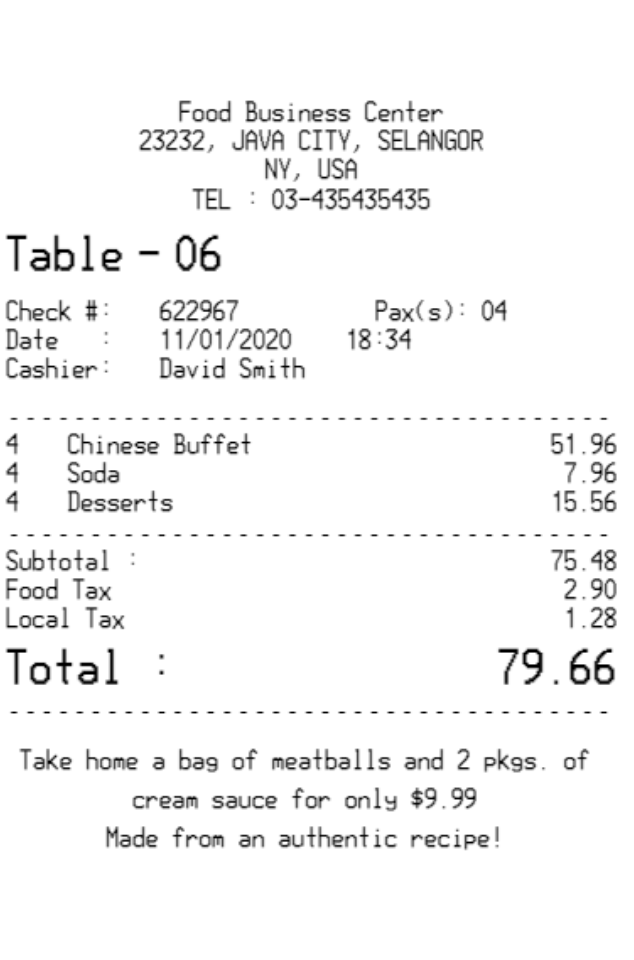 Food Business Center
23232, JAVA CITY, SELANGOR
NY, USA
TEL : 03-435435435
Table - 06
Check #: 622967 Pax(s): 04
Date : 11/01/2020 18:34
Cashier: David Smith
4 Chinese Buffet 51.96
4 Soda 7.96
4 Desserts 15.56
Subtotal : 75.48
Food Tax 2.90
Local Tax 1.28
Total : 79.66
Take home a bag of meatballs and 2 pkgs. of
cream sauce for only $9.99
Made from an authentic recipe!